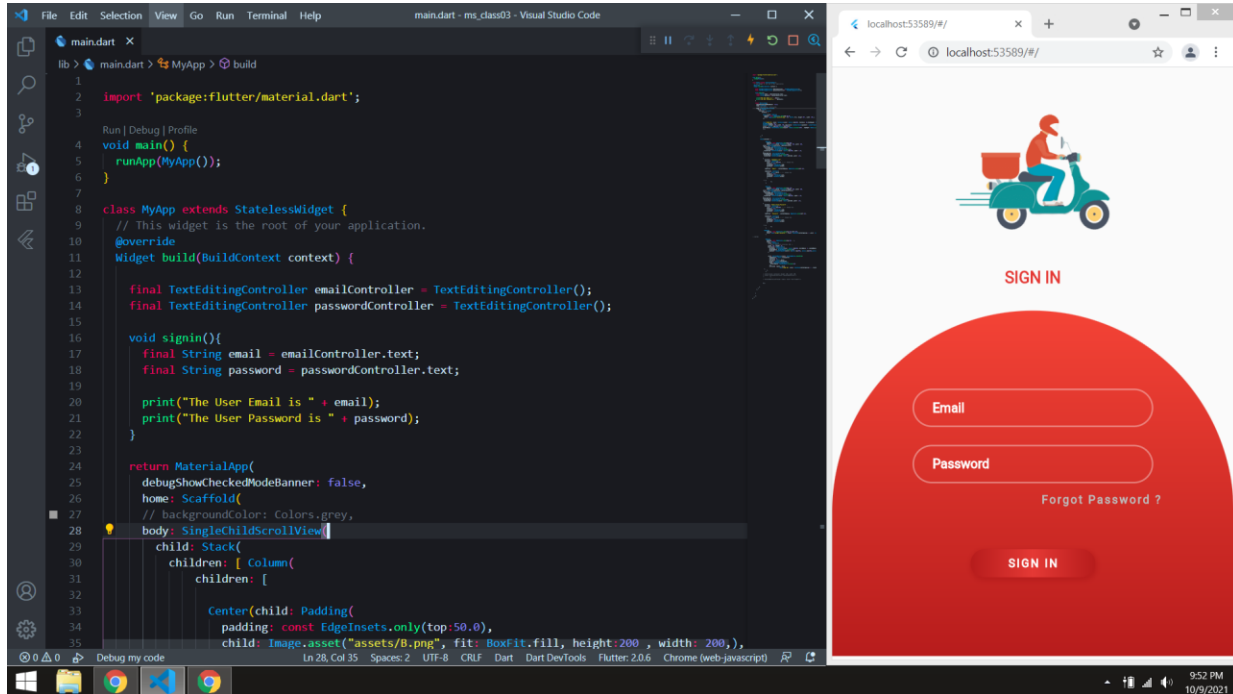 File Edit Selection View Go Run Terminal Help
main.dart - ms_class03 - Visual Studio Code
main.dart
lib > main.dart > MyApp > build
1
2 import 'package:flutter/material.dart';
3
Run | Debug | Profile
4 void main() {
5 runApp(MyApp());
6 }
7
8 class MyApp extends StatelessWidget {
9 // This widget is the root of your application.
10 @override
11 Widget build(BuildContext context) {
12
13 final TextEditingController emailController = TextEditingController();
14 final TextEditingController passwordController = TextEditingController();
15
16 void signin(){
17 final String email = emailController.text;
18 final String password = passwordController.text;
19
20 print("The User Email is " + email);
21 print("The User Password is " + password);
22 }
23
24 return MaterialApp(
25 debugShowCheckedModeBanner: false,
26 home: Scaffold(
27 // backgroundColor: Colors.grey,
28 body: SingleChildScrollView(
29 child: Stack(
30 children: [ Column(
31 children: [
32
33 Center(child: Padding(
34 padding: const EdgeInsets.only(top:50.0),
35 child: Image.asset("assets/B.png", fit: BoxFit.fill, height:200 , width: 200,),
1
0 0 Debug my code
Ln 28, Col 35 Spaces: 2 UTF-8 CRLF Dart Dart DevTools Flutter: 2.0.6 Chrome (web-javascript)
localhost:53589/#/
localhost:53589/#/
SIGN IN
Email
Password
Forgot Password ?
SIGN IN
9:52 PM
10/9/2021